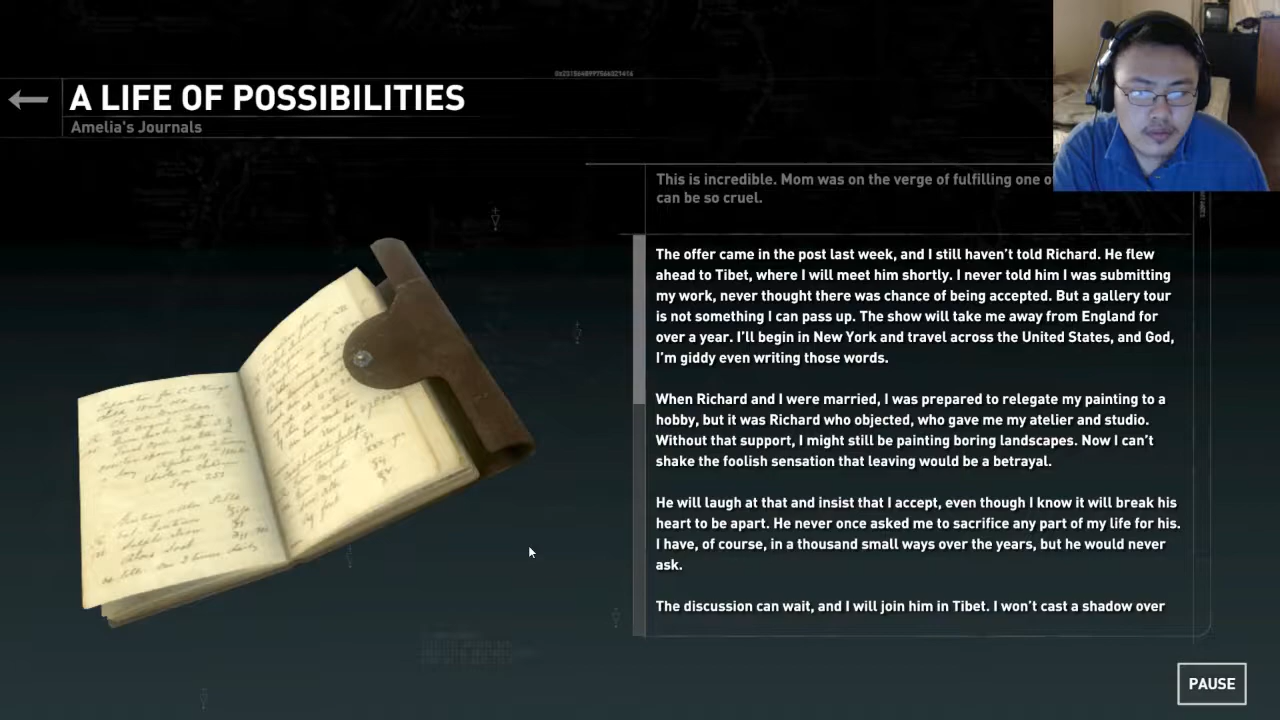 0x2315648997566021416
A LIFE OF POSSIBILITIES
Amelia's Journals
This is incredible. Mom was on the verge of fulfilling one
can be so cruel.
The offer came in the post last week, and I still haven't told Richard. He flew
ahead to Tibet, where I will meet him shortly. I never told him I was submitting
my work, never thought there was chance of being accepted. But a gallery tour
is not something I can pass up. The show will take me away from England for
over a year. I'll begin in New York and travel across the United States, and God,
I'm giddy even writing those words.
When Richard and I were married, I was prepared to relegate my painting to a
hobby, but it was Richard who objected, who gave me my atelier and studio.
Without that support, I might still be painting boring landscapes. Now I can't
shake the foolish sensation that leaving would be a betrayal.
He will laugh at that and insist that I accept, even though I know it will break his
heart to be apart. He never once asked me to sacrifice any part of my life for his.
I have, of course, in a thousand small ways over the years, but he would never
ask.
The discussion can wait, and I will join him in Tibet. I won't cast a shadow over
PAUSE